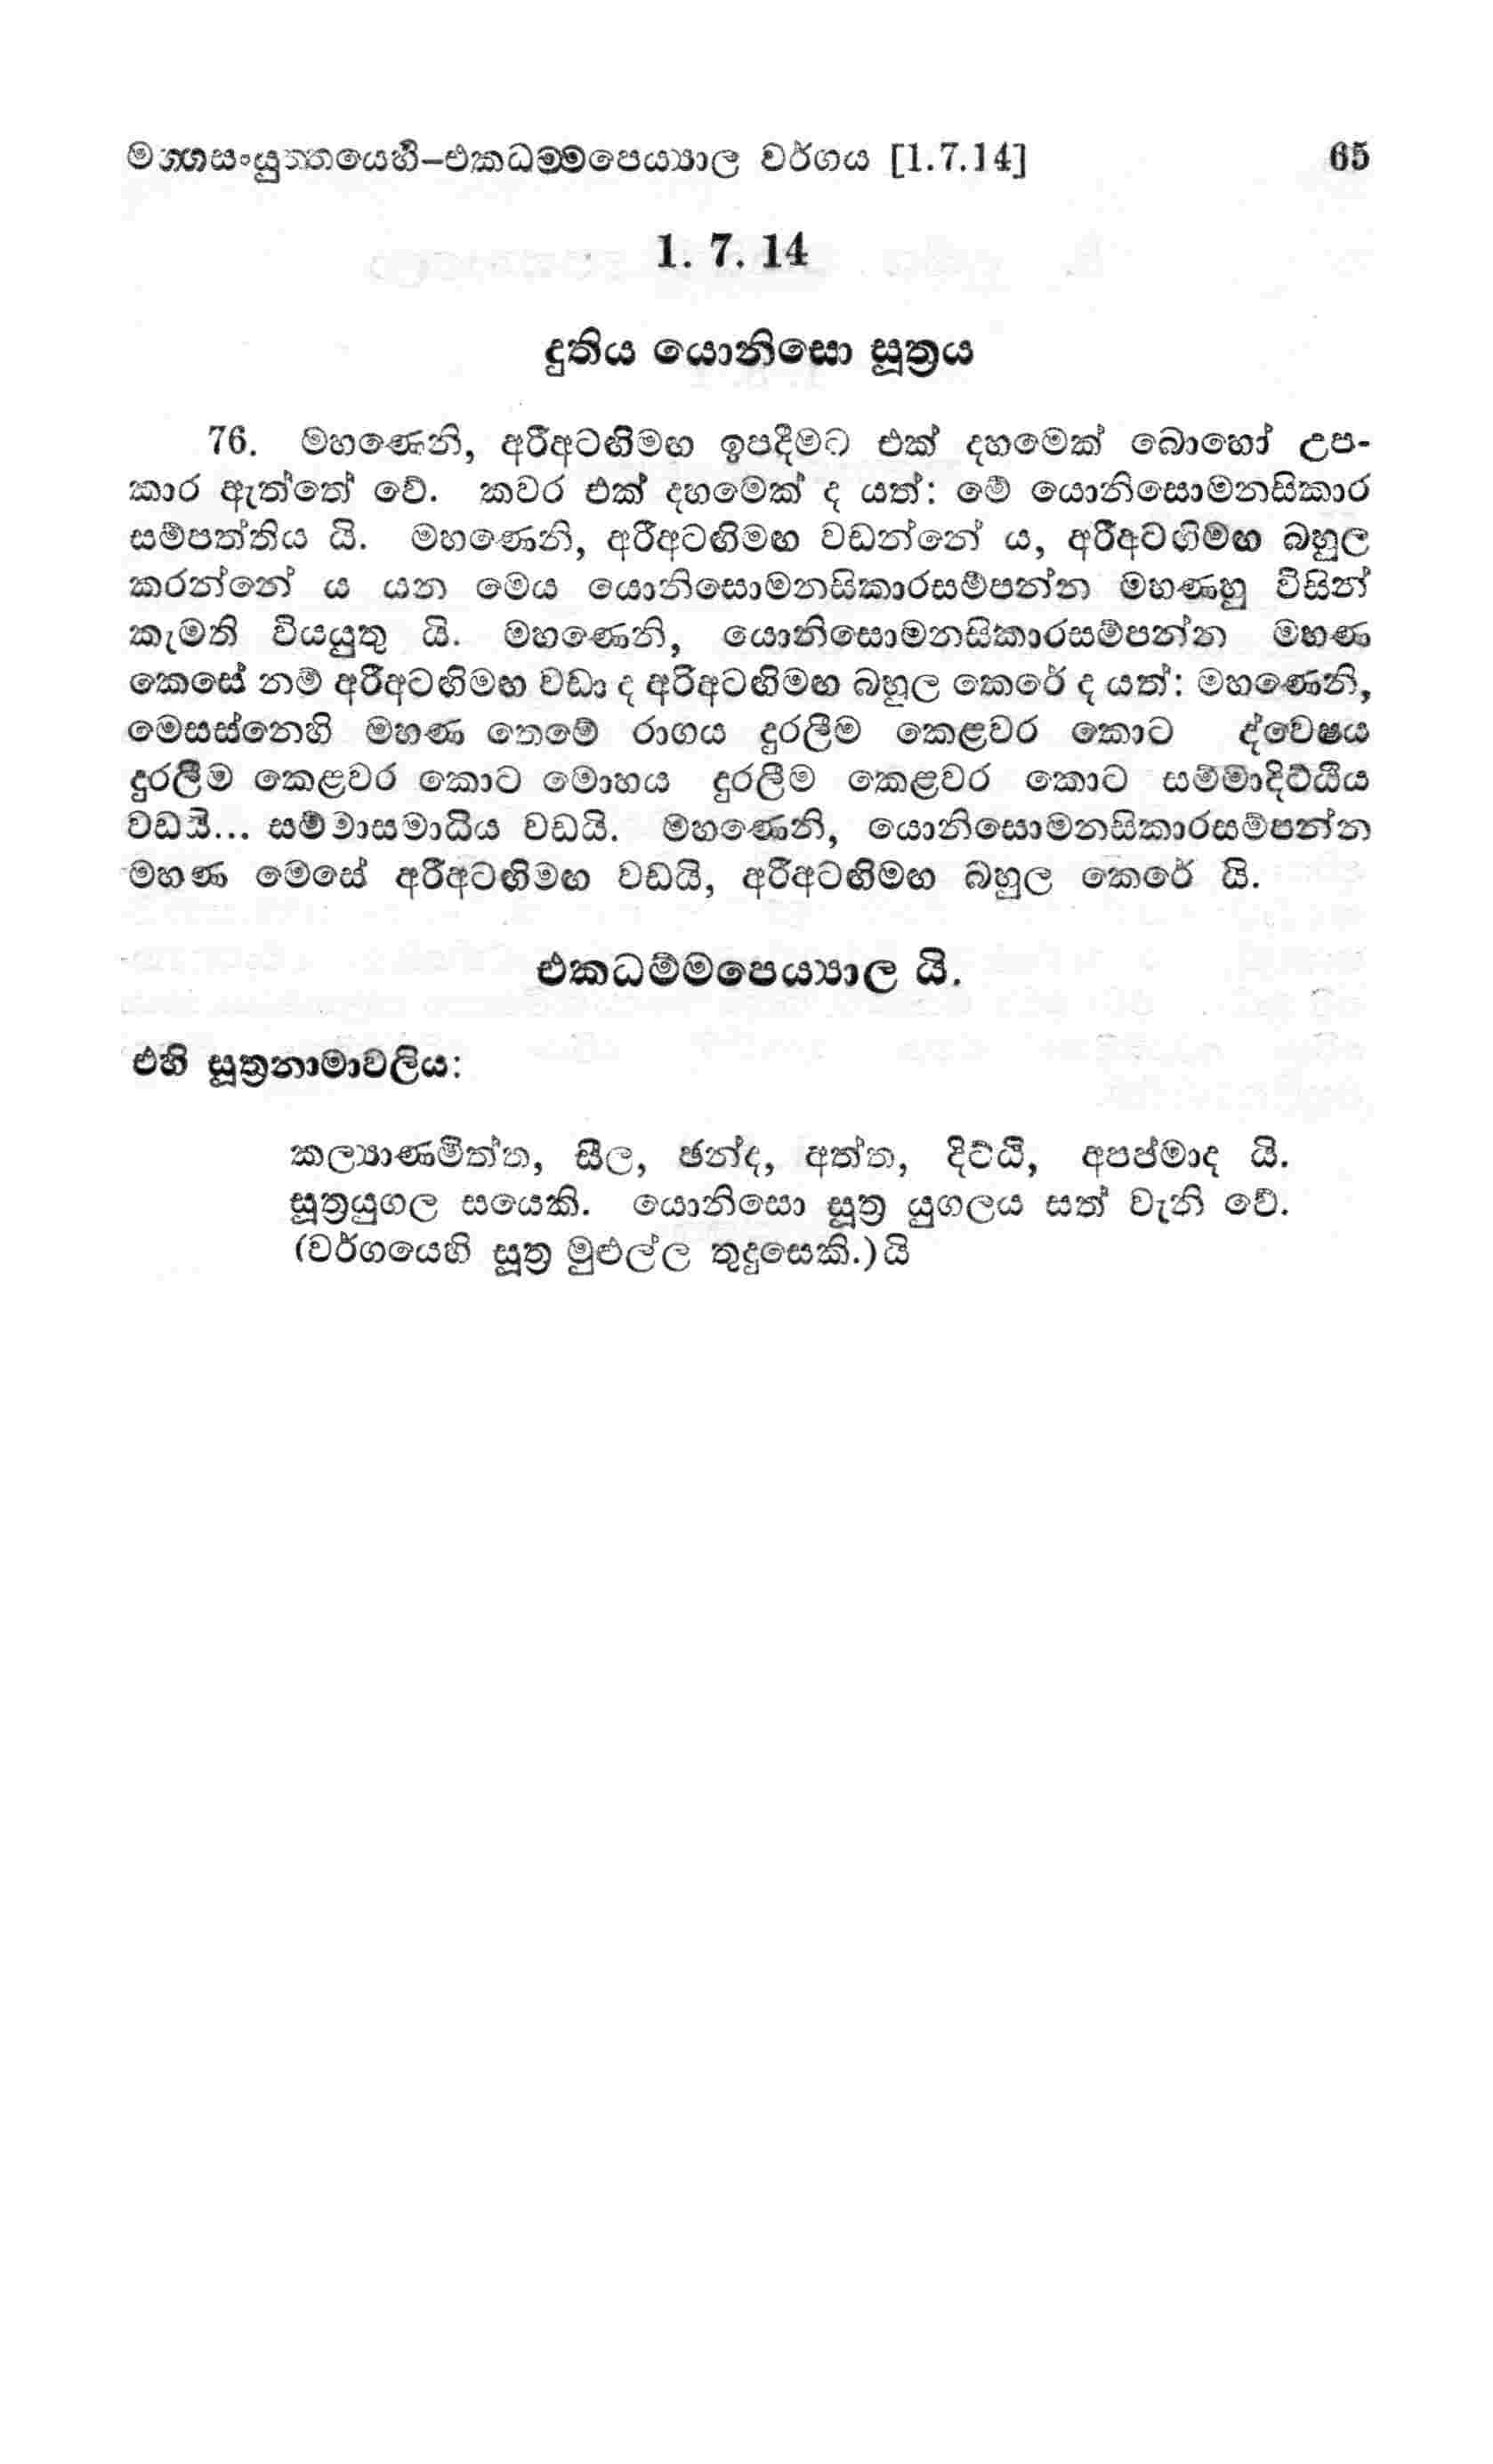 මග්ගසංයුත්තයෙහි–එකධම්මපෙය්‍යාල වර්ගය [1.7.14] 65
1. 7. 14
දුතිය යොනිසො සූත්‍රය
76. මහණෙනි, අරීඅටඟිමඟ ඉපදීමට එක් දහමෙක් බොහෝ උප-
කාර ඇත්තේ වේ. කවර එක් දහමෙක් ද යත්: මේ යොනිසොමනසිකාර
සම්පත්තිය යි. මහණෙනි, අරීඅටඟිමඟ වඩන්නේ ය, අරීඅටගිමඟ බහුල
කරන්නේ ය යන මෙය යොනිසොමනසිකාරසම්පන්න මහණහු විසින්
කැමති වියයුතු යි. මහණෙනි, යොනිසොමනසිකාරසම්පන්න මහණ
කෙසේ නම් අරීඅටඟිමඟ වඩා ද අරිඅටඟිමඟ බහුල කෙරේ ද යත්: මහණෙනි,
මෙසස්නෙහි මහණ තෙමේ රාගය දුරලීම කෙළවර කොට ද්වෙෂය
දුරලීම කෙළවර කොට මොහය දුරලීම කෙළවර කොට සම්මාදිට්ඨිය
වඩයි... සම්මාසමාධිය වඩයි. මහණෙනි, යොනිසොමනසිකාරසම්පන්න
මහණ මෙසේ අරීඅටඟිමඟ වඩයි, අරීඅටඟිමඟ බහුල කෙරේ යි.
එකධම්මපෙය්‍යාල යි.
එහි සූත්‍රනාමාවලිය:
කල්‍යාණමිත්ත, සීල, ඡන්ද, අත්ත, දිට්ඨි, අපප්මාද යි.
සූත්‍රයුගල සයෙකි. යොනිසො සූත්‍ර යුගලය සත් වැනි වේ.
(වර්ගයෙහි සූත්‍ර මුළුල්ල තුදුසෙකි.)යි